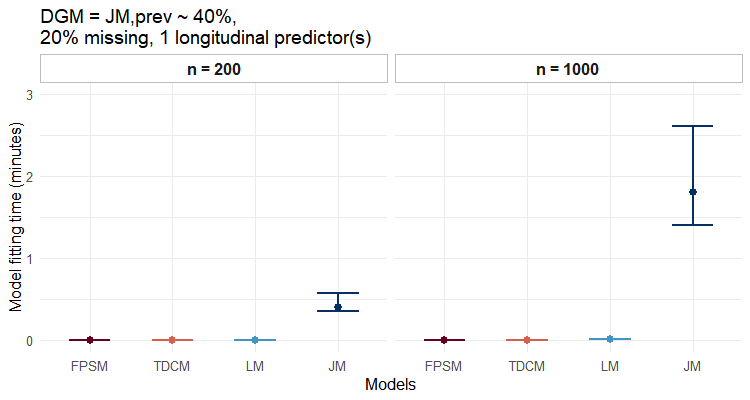 DGM = JM,prev ~ 40%,
20% missing, 1 longitudinal predictor(s)
n = 200
n = 1000
Model fitting time (minutes)
3
2
1
0
FPSM TDCM LM JM
FPSM TDCM LM JM
Models